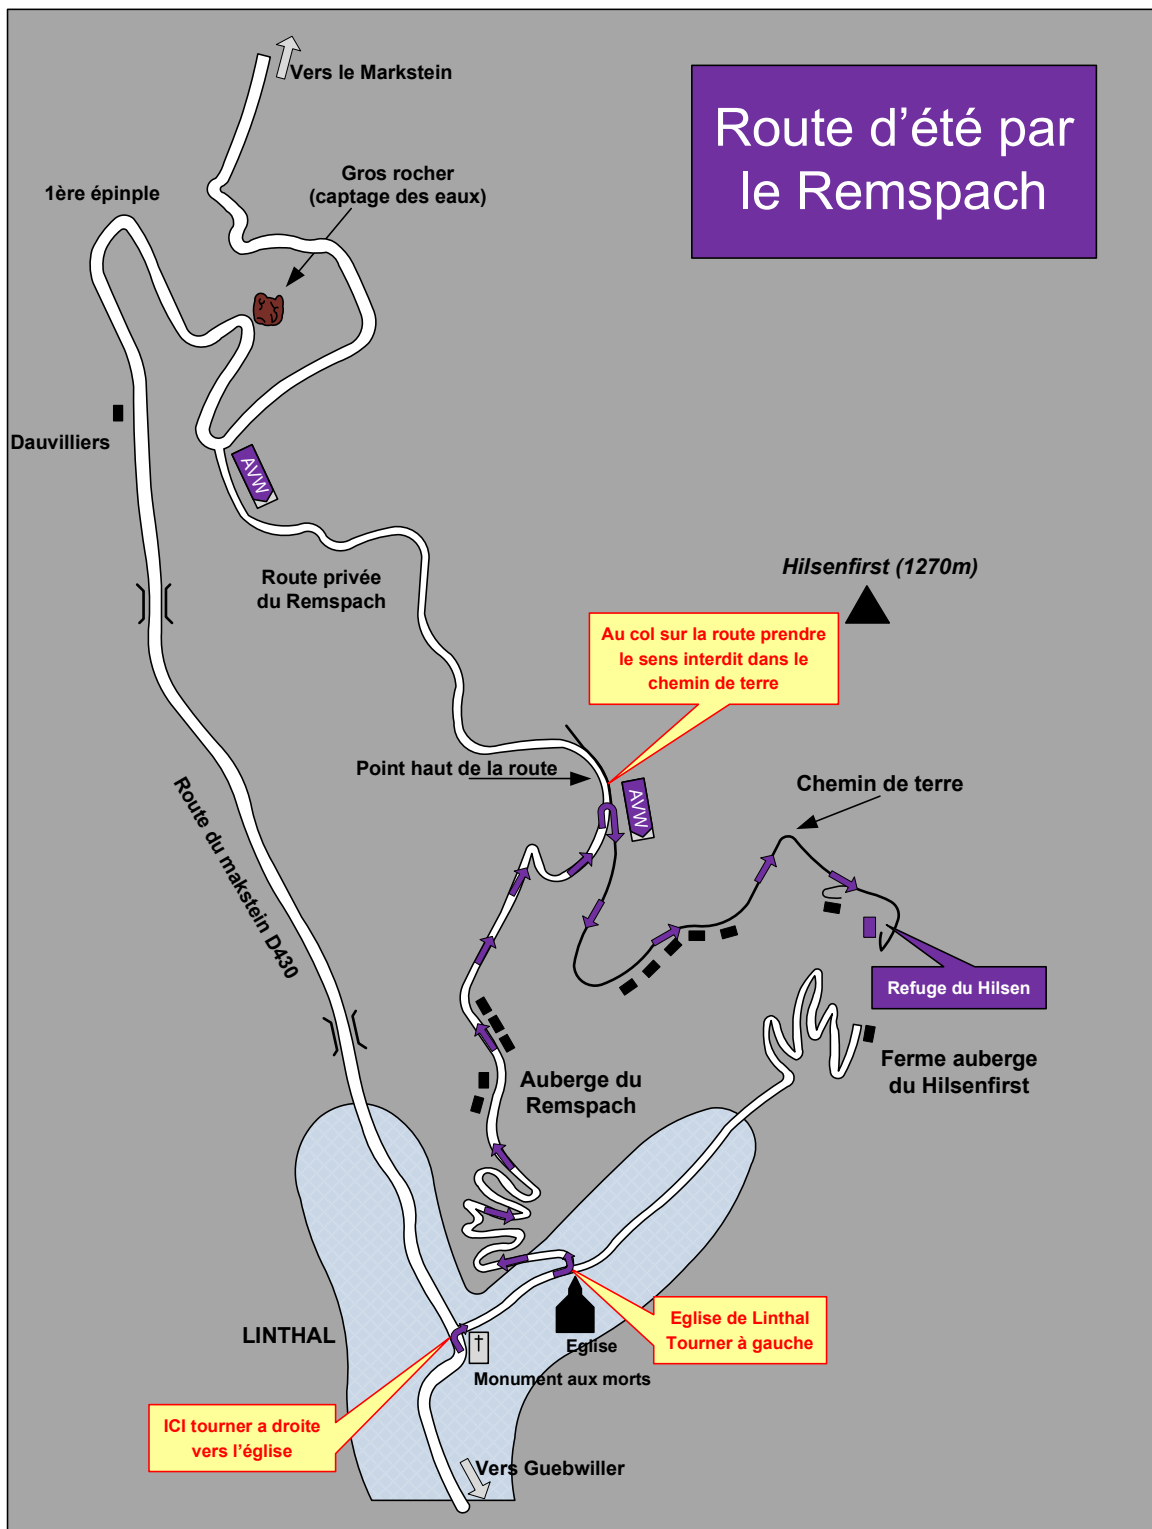 Vers le Markstein
Route d'été par
le Remspach
Gros rocher
(captage des eaux)
1ère épinple
Dauvilliers
AVW
Route privée
du Remspach
Hilsenfirst (1270m)
Au col sur la route prendre
le sens interdit dans le
chemin de terre
Point haut de la route
AVW
Chemin de terre
Route du makstein D430
Refuge du Hilsen
Ferme auberge
du Hilsenfirst
Auberge du
Remspach
LINTHAL
Eglise
Eglise de Linthal
Tourner à gauche
Monument aux morts
ICI tourner a droite
vers l'église
Vers Guebwiller